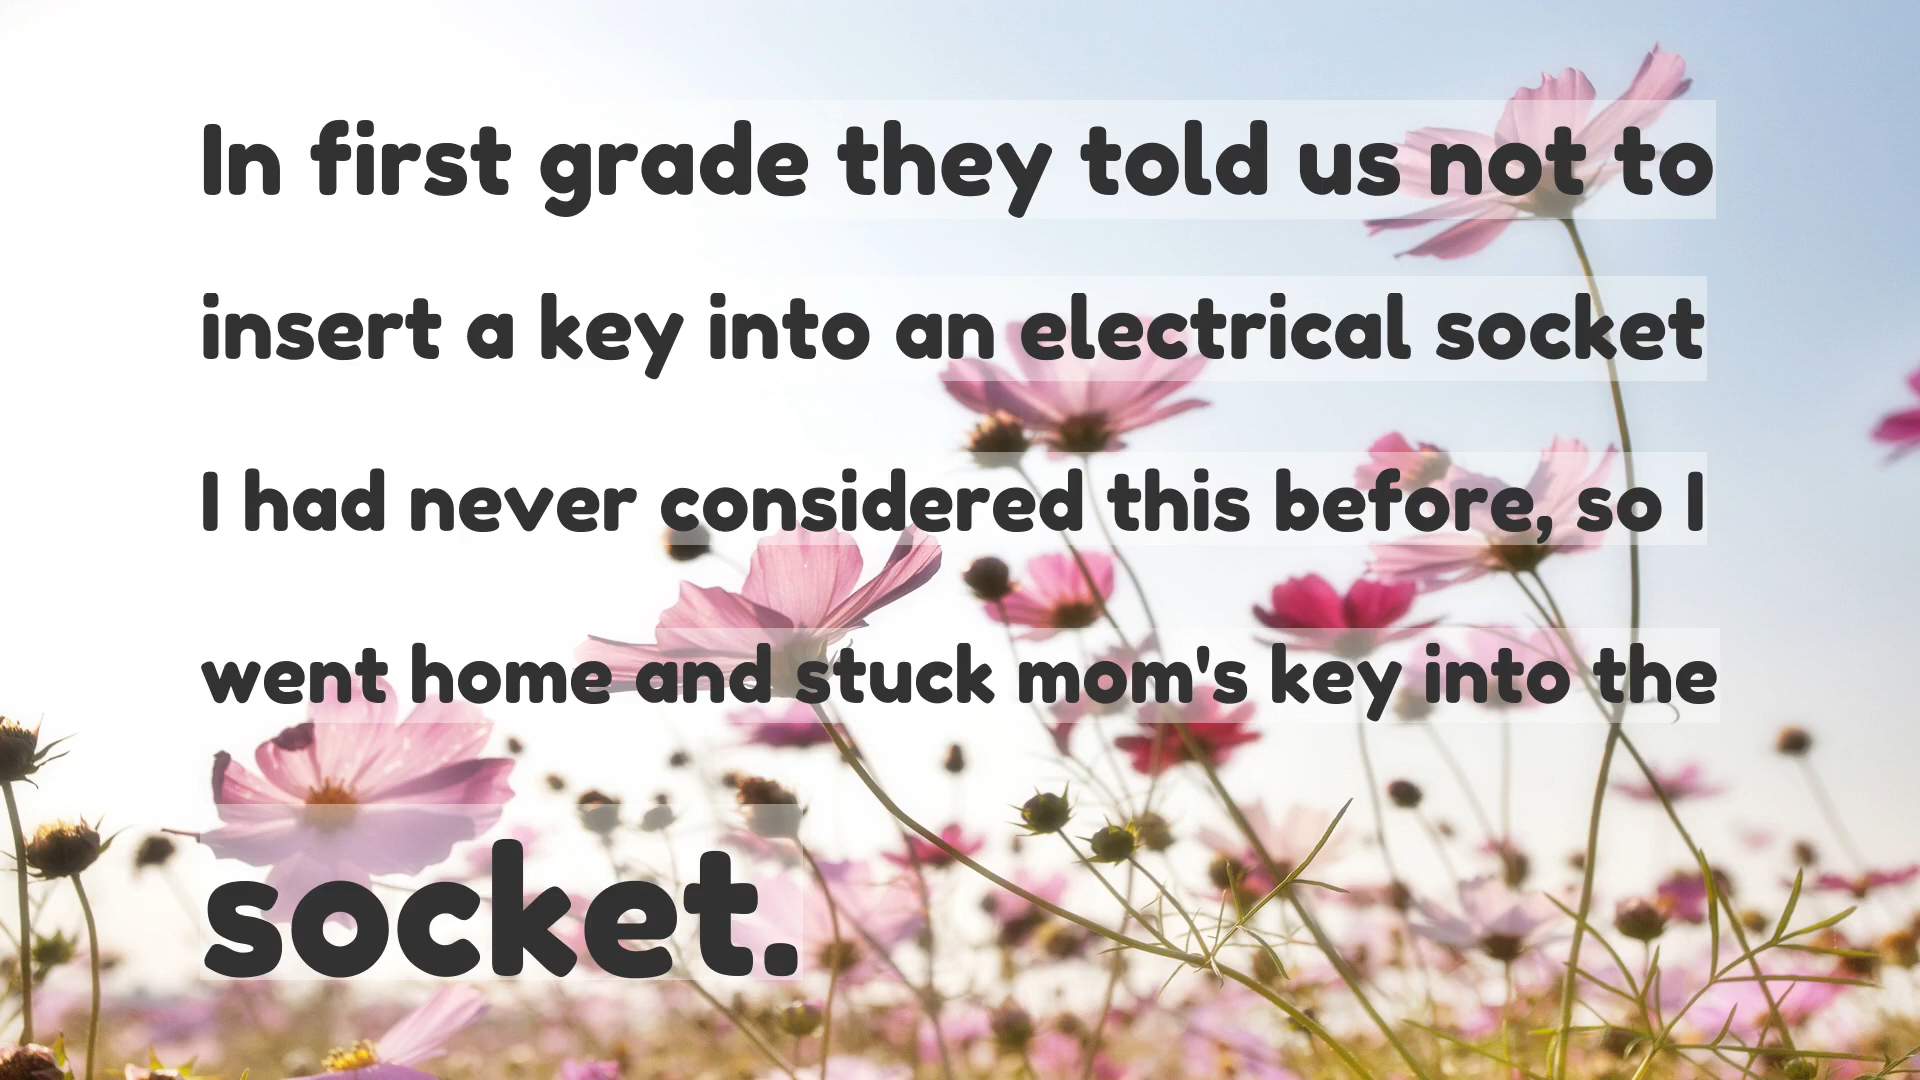 In first grade they told us not to
insert a key into an electrical socket
I had never considered this before, so I
went home and stuck mom's key into the
socket.